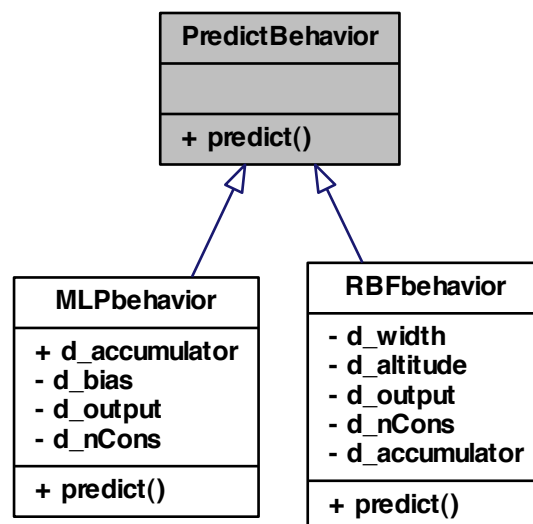 PredictBehavior
+ predict()
MLPbehavior
+ d_accumulator
- d_bias
- d_output
- d_nCons
+ predict()
RBFbehavior
- d_width
- d_altitude
- d_output
- d_nCons
- d_accumulator
+ predict()